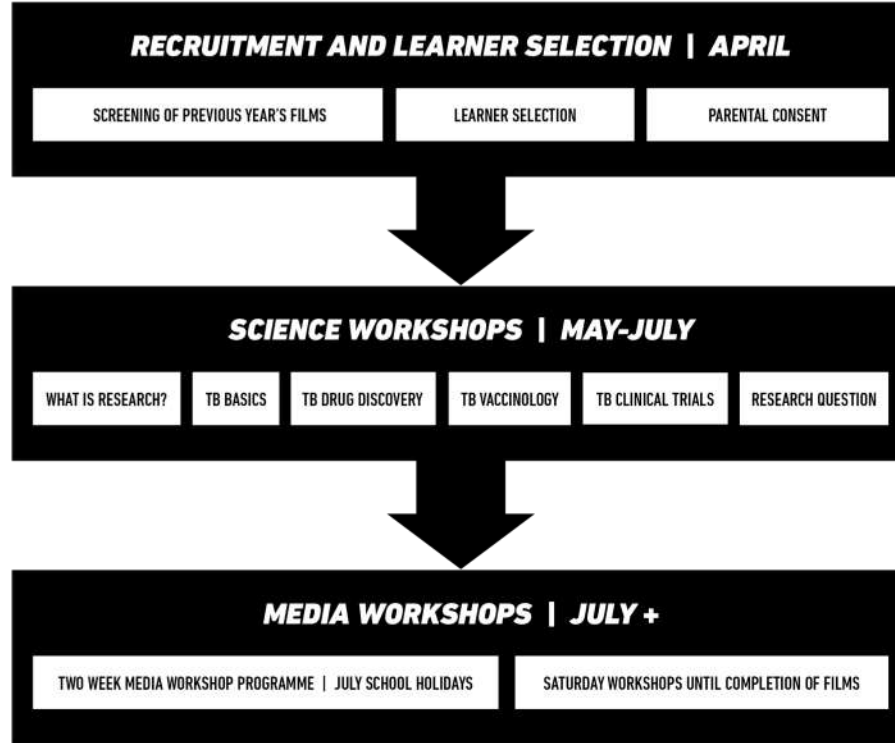 RECRUITMENT AND LEARNER SELECTION | APRIL
SCREENING OF PREVIOUS YEAR'S FILMS
LEARNER SELECTION
PARENTAL CONSENT
SCIENCE WORKSHOPS | MAY-JULY
WHAT IS RESEARCH?
TB BASICS
TB DRUG DISCOVERY
TB VACCINOLOGY
TB CLINICAL TRIALS
RESEARCH QUESTION
MEDIA WORKSHOPS | JULY +
TWO WEEK MEDIA WORKSHOP PROGRAMME | JULY SCHOOL HOLIDAYS
SATURDAY WORKSHOPS UNTIL COMPLETION OF FILMS